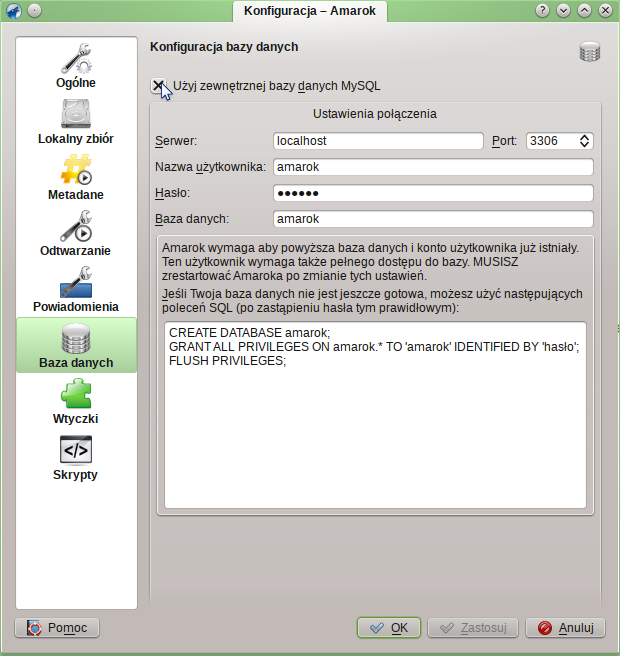 Konfiguracja – Amarok
Ogólne
Lokalny zbiór
Metadane
Odtwarzanie
Powiadomienia
Baza danych
Wtyczki
Skrypty
Konfiguracja bazy danych
Użyj zewnętrznej bazy danych MySQL
Ustawienia połączenia
Serwer: localhost Port: 3306
Nazwa użytkownika: amarok
Hasło: ●●●●●●
Baza danych: amarok
Amarok wymaga aby powyższa baza danych i konto użytkownika już istniały.
Ten użytkownik wymaga także pełnego dostępu do bazy. MUSISZ
zrestartować Amaroka po zmianie tych ustawień.
Jeśli Twoja baza danych nie jest jeszcze gotowa, możesz użyć następujących
poleceń SQL (po zastąpieniu hasła tym prawidłowym):
CREATE DATABASE amarok;
GRANT ALL PRIVILEGES ON amarok.* TO 'amarok' IDENTIFIED BY 'hasło';
FLUSH PRIVILEGES;
Pomoc
OK
Zastosuj
Anuluj